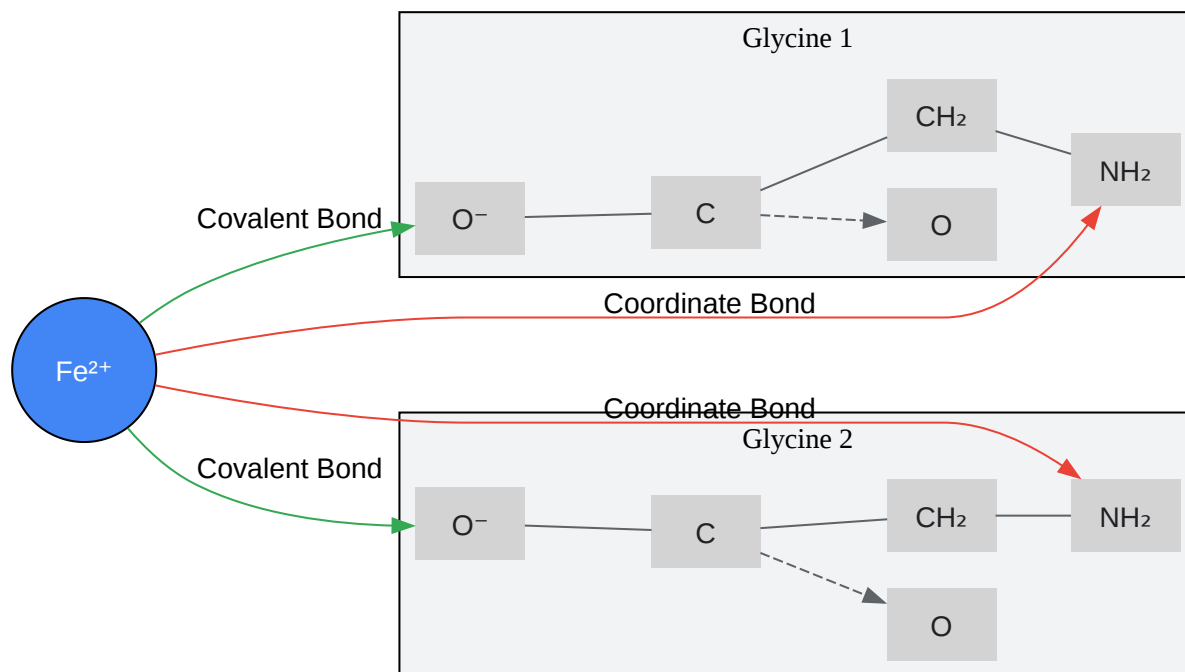 Glycine 1
CH₂
NH₂
Covalent Bond
O⁻
C
O
Coordinate Bond
Fe²⁺
Coordinate Bond
Glycine 2
Covalent Bond
O⁻
C
CH₂
NH₂
O